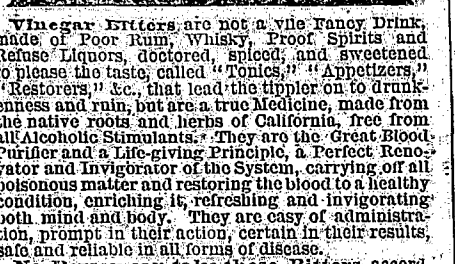 Vinegar Bitters are not a vile Fancy Drink,
made of Poor Rum, Whisky, Proof Spirits and
Refuse Liquors, doctored, spiced, and sweetened
to please the taste, called "Tonics," "Appetizers,"
"Restorers," &c., that lead the tippler on to drunk-
enness and ruin, but are a true Medicine, made from
the native roots and herbs of California, free from
all Alcoholic Stimulants. They are the Great Blood
Purifier and a Life-giving Principle, a Perfect Reno-
vator and Invigorator of the System, carrying off all
poisonous matter and restoring the blood to a healthy
condition, enriching it, refreshing and invigorating
both mind and body. They are easy of administra-
tion, prompt in their action, certain in their results,
safe and reliable in all forms of disease.